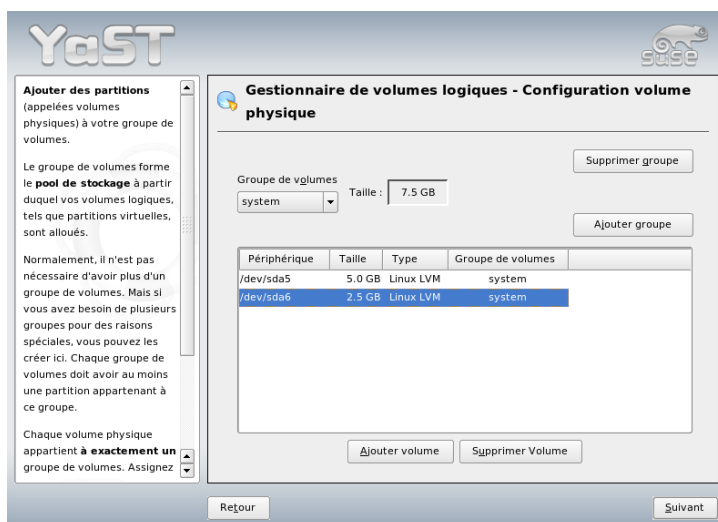 YaST
SUSE
Ajouter des partitions
(appelées volumes
physiques) à votre groupe de
volumes.
Le groupe de volumes forme
le pool de stockage à partir
duquel vos volumes logiques,
tels que partitions virtuelles,
sont alloués.
Normalement, il n'est pas
nécessaire d'avoir plus d'un
groupe de volumes. Mais si
vous avez besoin de plusieurs
groupes pour des raisons
spéciales, vous pouvez les
créer ici. Chaque groupe de
volumes doit avoir au moins
une partition appartenant à
ce groupe.
Chaque volume physique
appartient à exactement un
groupe de volumes. Assignez
Gestionnaire de volumes logiques - Configuration volume
physique
Supprimer groupe
Groupe de volumes
system
Taille : 7.5 GB
Ajouter groupe
Périphérique Taille Type Groupe de volumes
/dev/sda5 5.0 GB Linux LVM system
/dev/sda6 2.5 GB Linux LVM system
Ajouter volume Supprimer Volume
Retour Suivant